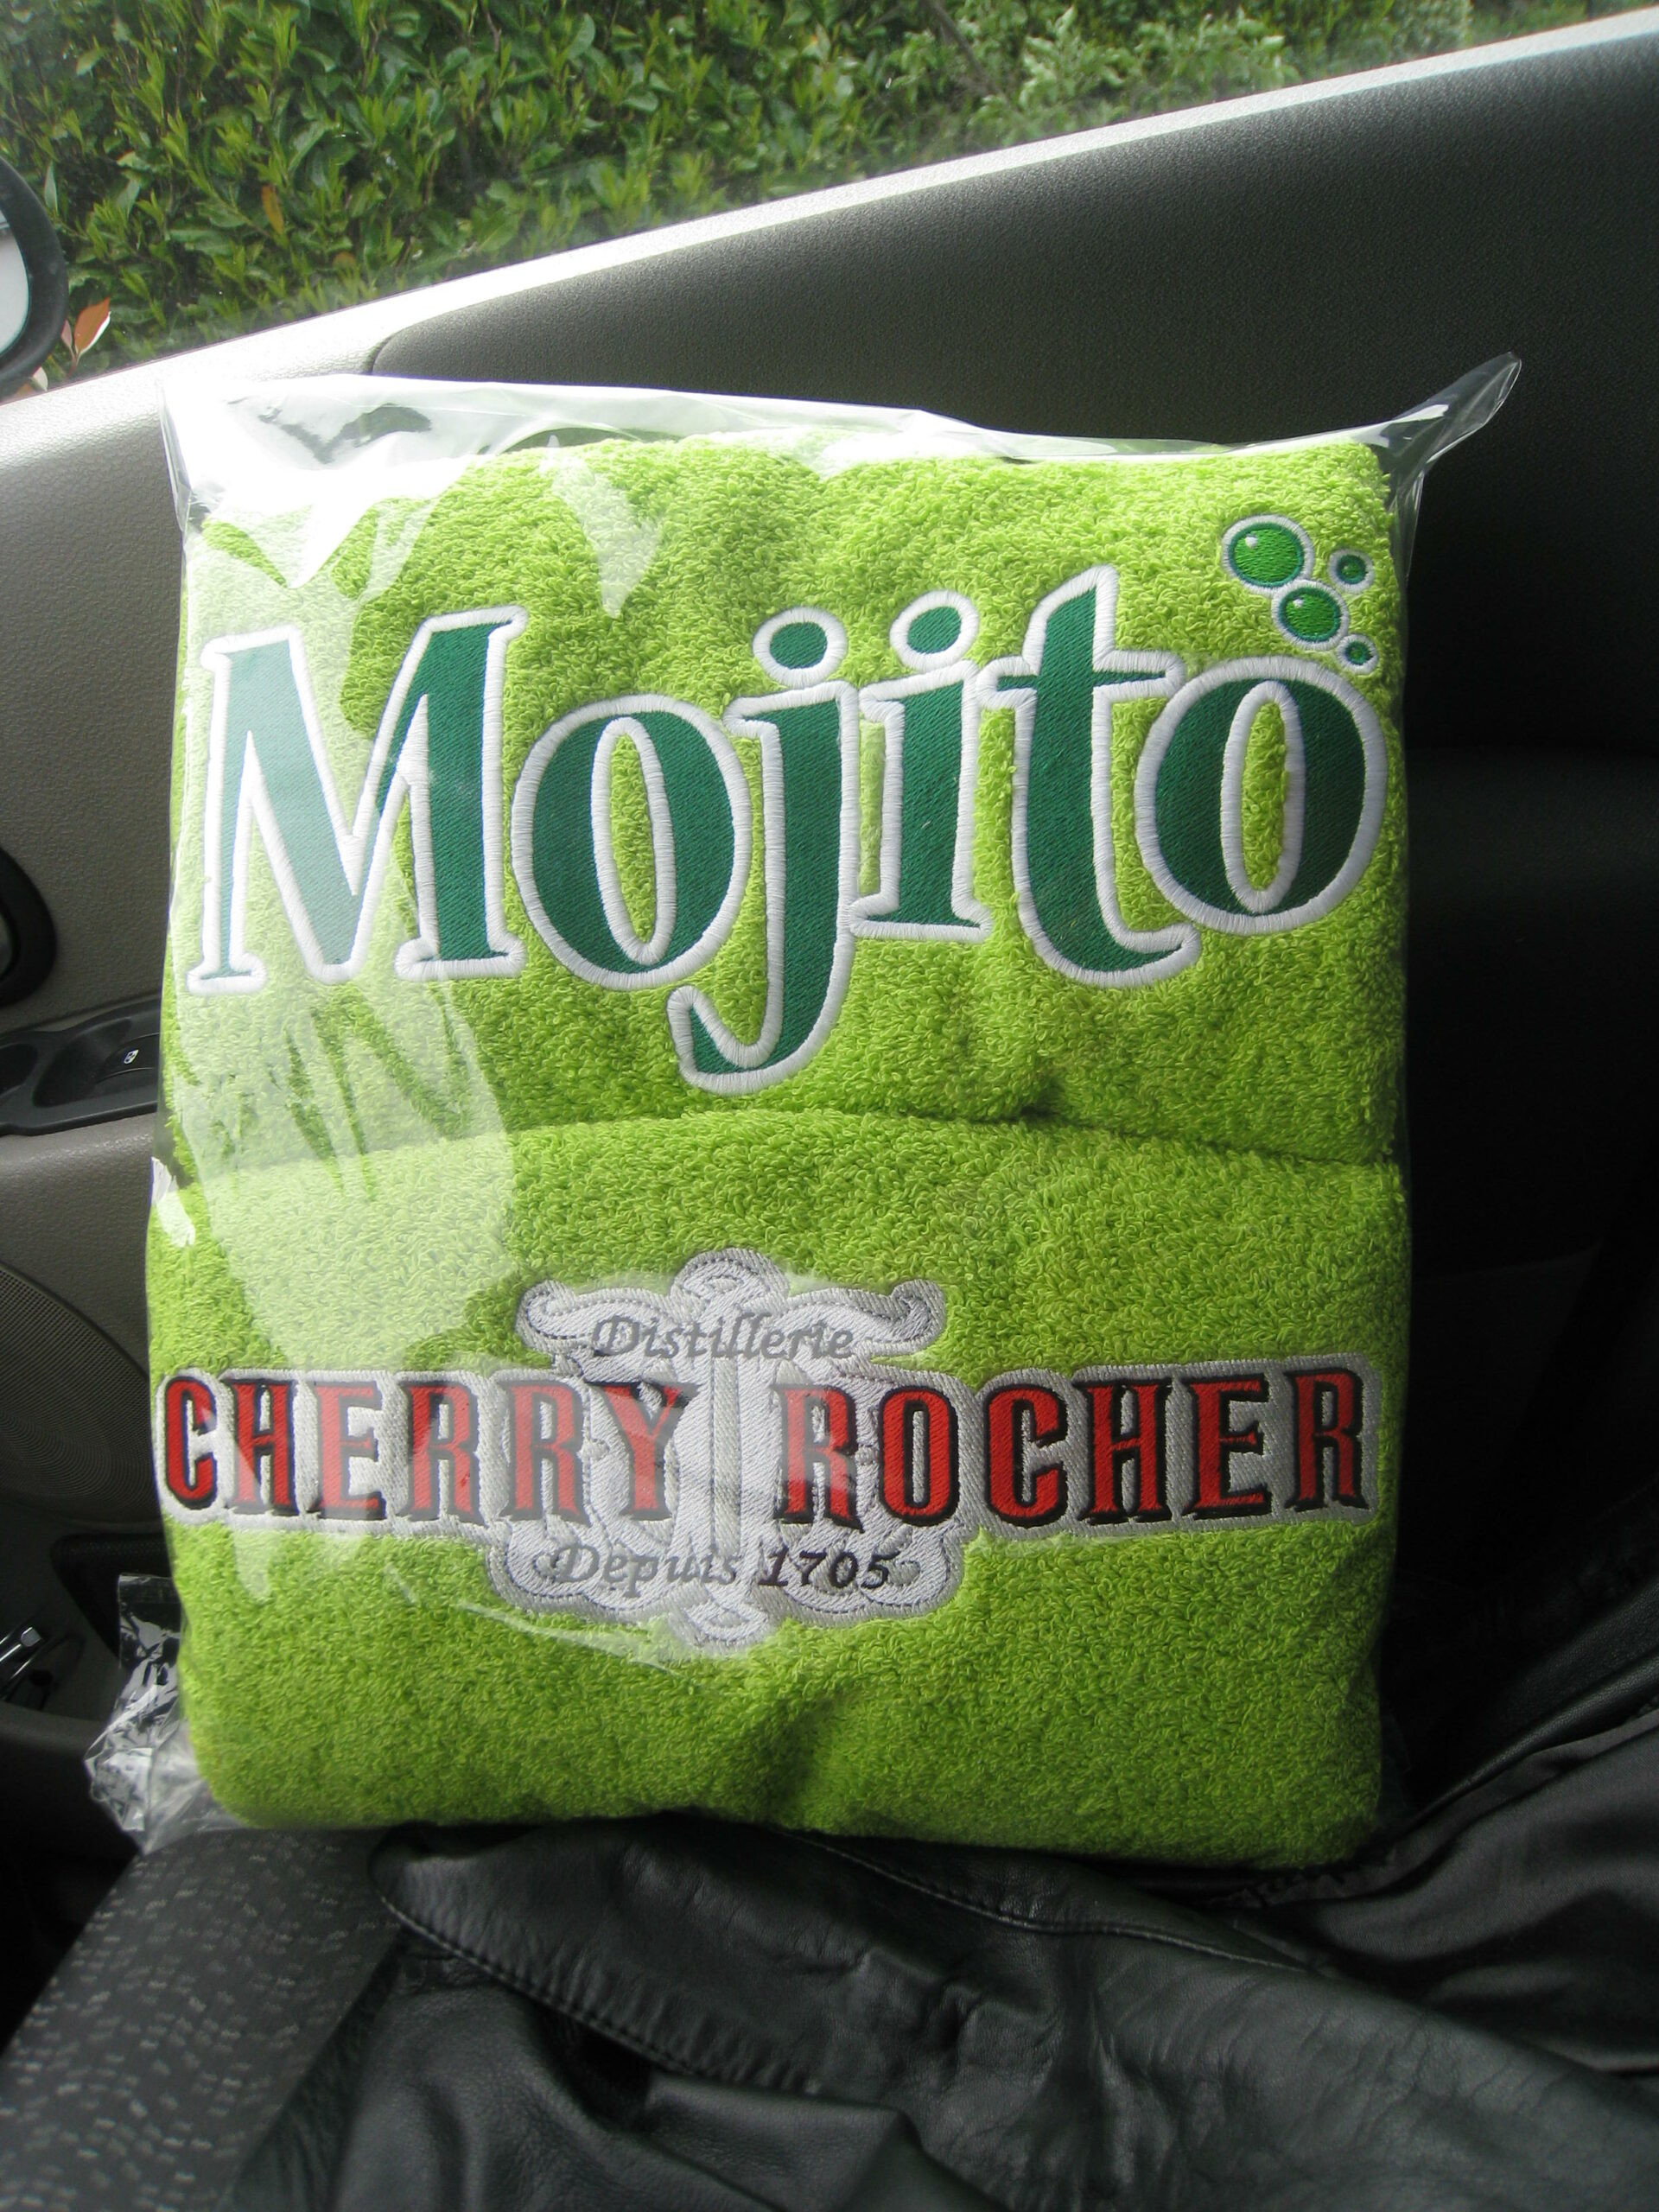 Mojito
Distillerie
CHERRY ROCHER
Depuis 1705